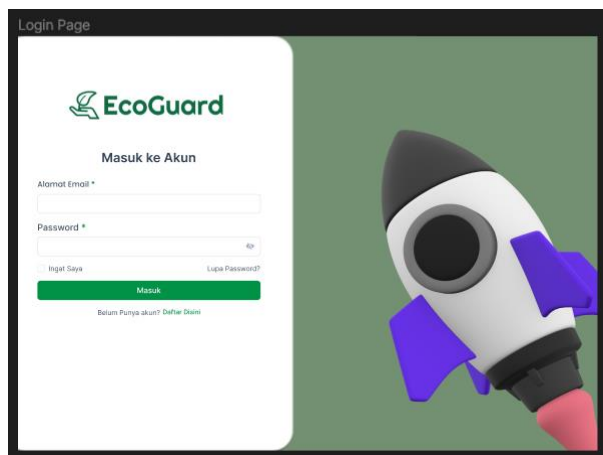 Login Page
EcoGuard
Masuk ke Akun
Alamat Email *
Password *
Ingat Saya Lupa Password?
Masuk
Belum Punya akun? Daftar Disini